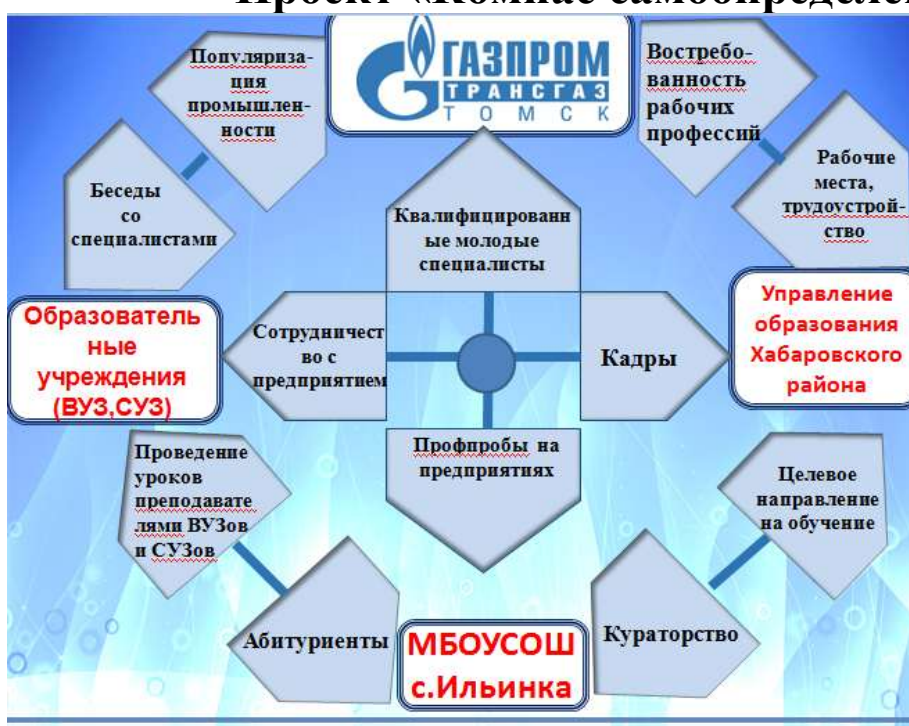 Проект «Компас самоопределе
Популяриза-
ция
промышлен-
ности
ГАЗПРОМ
ТРАНСГАЗ
ТОМСК
Востребо-
ванность
рабочих
профессий
Беседы
со
специалистами
Рабочие
места,
трудоустрой-
ство
Квалифицированн
ые молодые
специалисты
Образователь
ные
учреждения
(ВУЗ,СУЗ)
Сотрудничест
во с
предприятием
Кадры
Управление
образования
Хабаровского
района
Проведение
уроков
преподавате
лями ВУЗов
и СУЗов
Профпробы на
предприятиях
Целевое
направление
на обучение
Абитуриенты
МБОУСОШ
с.Ильинка
Кураторство